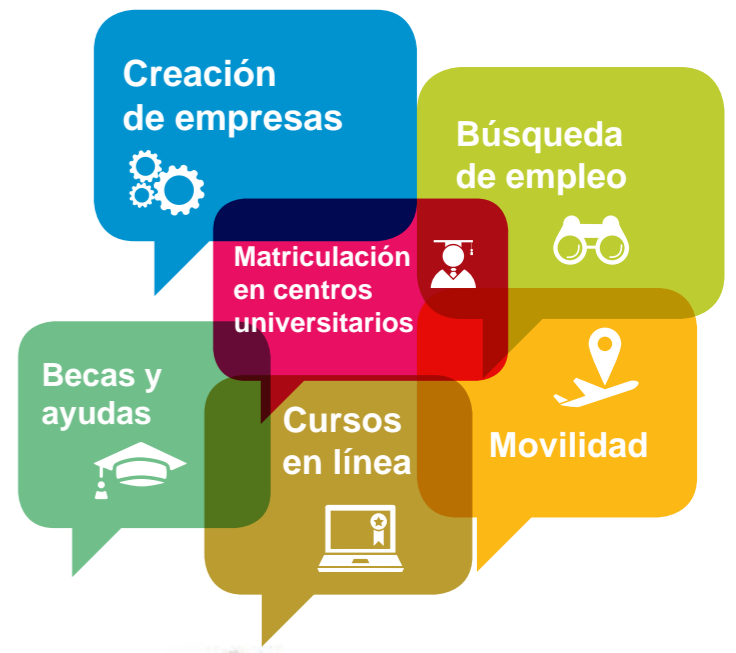 Creación
de empresas
Búsqueda
de empleo
Matriculación
en centros
universitarios
Becas y
ayudas
Cursos
en línea
Movilidad